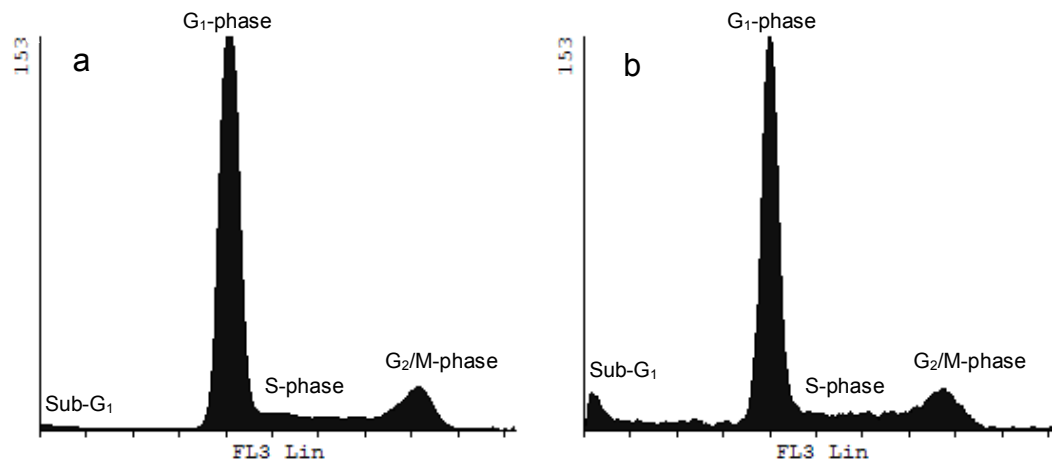 G₁-phase
153
a
Sub-G₁
S-phase
G₂/M-phase
FL3 Lin
G₁-phase
153
b
Sub-G₁
S-phase
G₂/M-phase
FL3 Lin